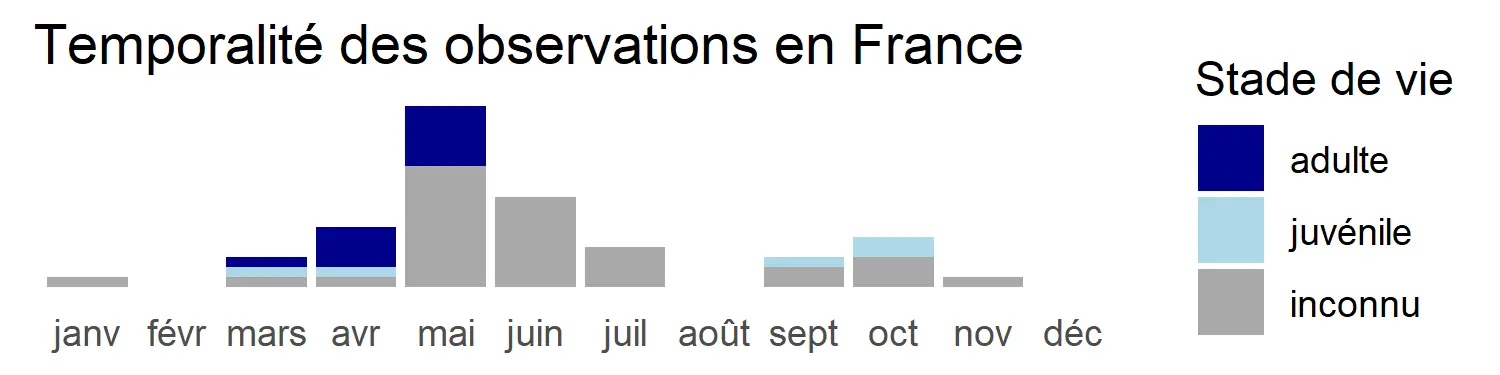 Temporalité des observations en France
Stade de vie
adulte
juvénile
inconnu
janv févr mars avr mai juin juil août sept oct nov déc